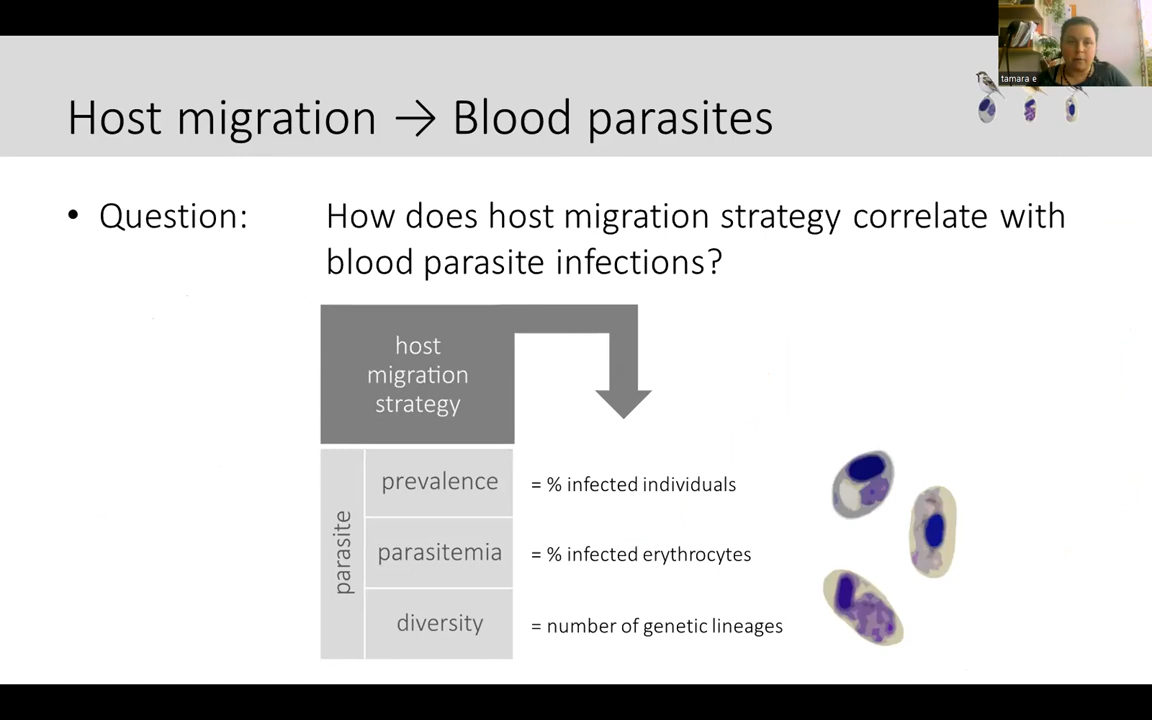 tamara e
Host migration → Blood parasites
• Question: How does host migration strategy correlate with
blood parasite infections?
host
migration
strategy
parasite
prevalence = % infected individuals
parasitemia = % infected erythrocytes
diversity = number of genetic lineages